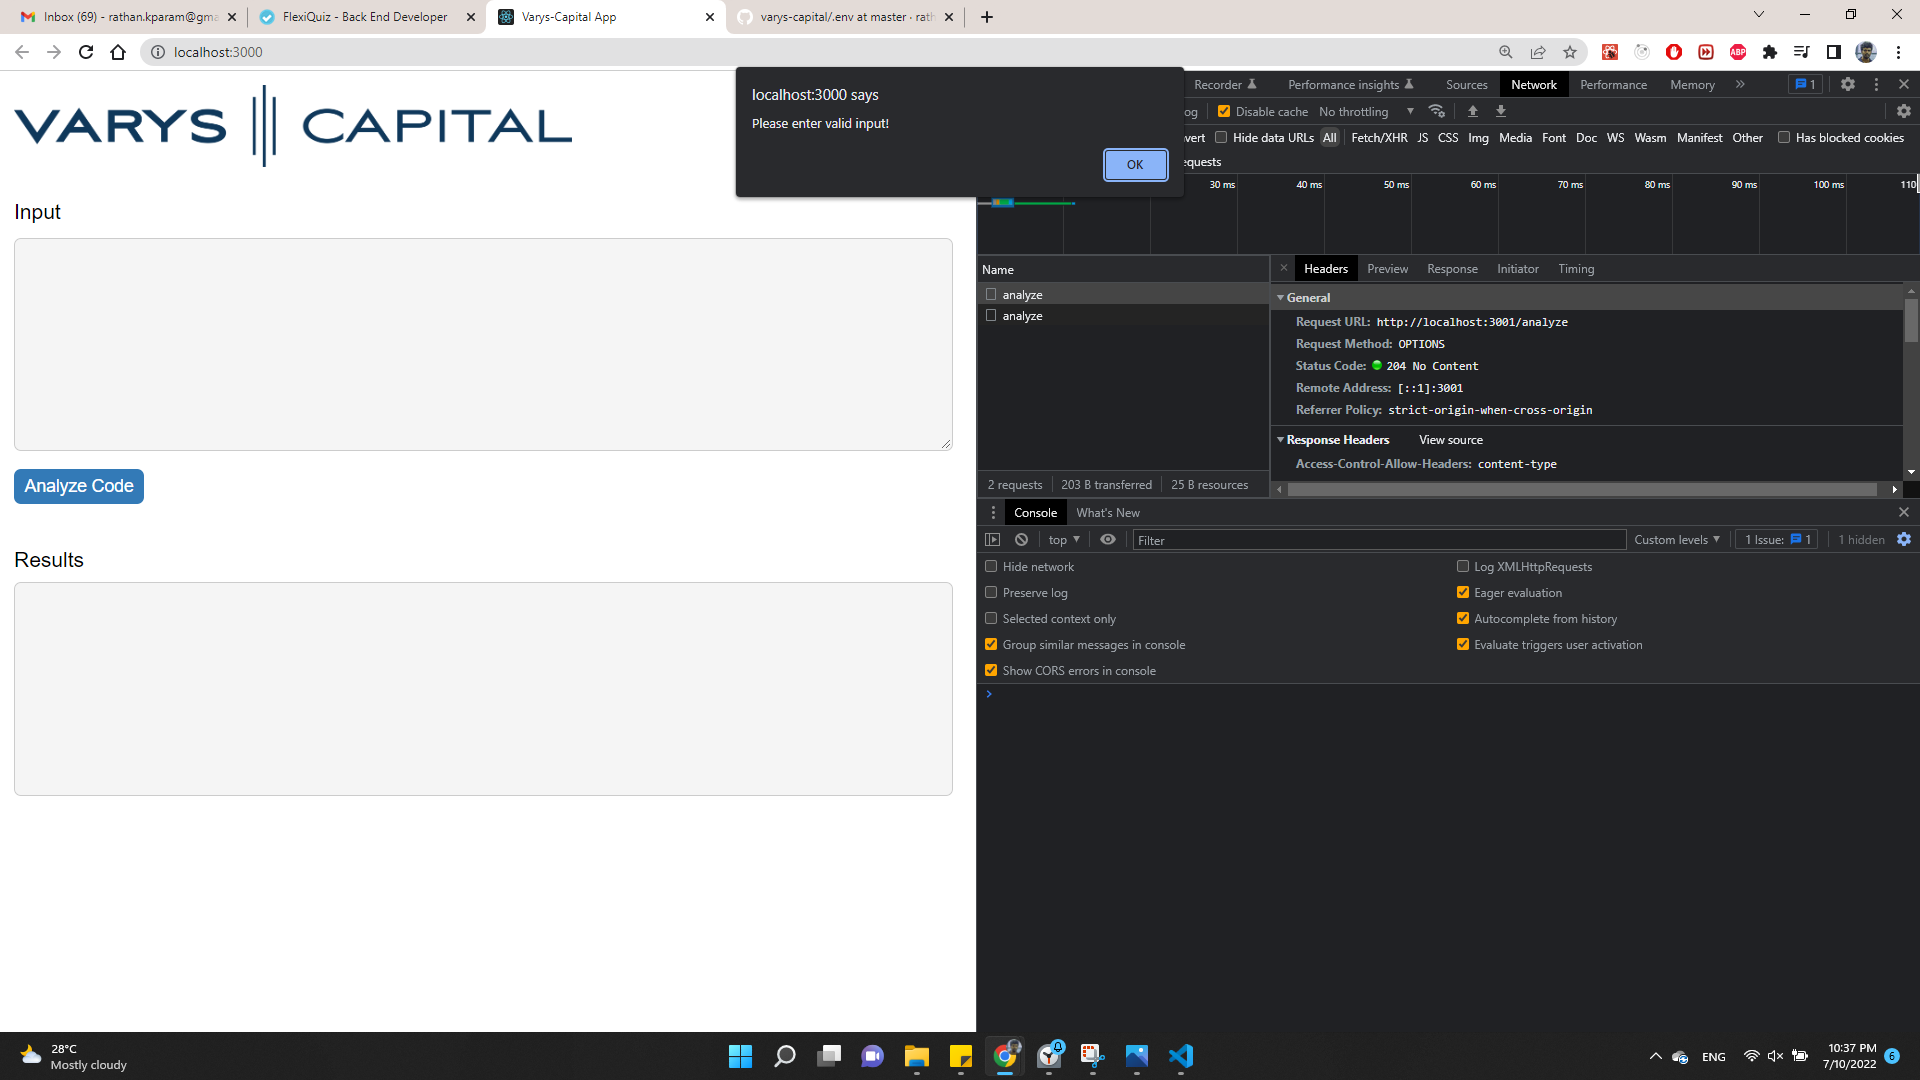 Inbox (69) - rathan.kparam@gma
FlexiQuiz - Back End Developer
Varys-Capital App
varys-capital/.env at master · rath
localhost:3000
VARYS CAPITAL
Input
Analyze Code
Results
localhost:3000 says
Please enter valid input!
OK
Recorder
Performance insights
Sources
Network
Performance
Memory
»
1
og
Disable cache
No throttling
vert
Hide data URLs
All
Fetch/XHR
JS
CSS
Img
Media
Font
Doc
WS
Wasm
Manifest
Other
Has blocked cookies
equests
30 ms
40 ms
50 ms
60 ms
70 ms
80 ms
90 ms
100 ms
110
Name
analyze
analyze
2 requests
203 B transferred
25 B resources
Headers
Preview
Response
Initiator
Timing
General
Request URL: http://localhost:3001/analyze
Request Method: OPTIONS
Status Code: 204 No Content
Remote Address: [::1]:3001
Referrer Policy: strict-origin-when-cross-origin
Response Headers
View source
Access-Control-Allow-Headers: content-type
Console
What's New
top
Filter
Custom levels
1 Issue: 1
1 hidden
Hide network
Log XMLHttpRequests
Preserve log
Eager evaluation
Selected context only
Autocomplete from history
Group similar messages in console
Evaluate triggers user activation
Show CORS errors in console
28°C
Mostly cloudy
ENG
10:37 PM
7/10/2022
6